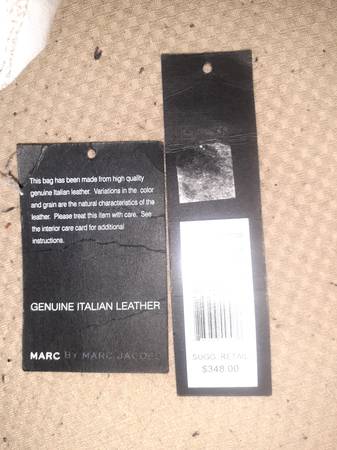 This bag has been made from high quality
genuine Italian leather. Variations in the color
and grain are the natural characteristics of the
leather. Please treat this item with care. See
the interior care card for additional
instructions.
GENUINE ITALIAN LEATHER
MARC BY MARC JACOBS
SUGG. RETAIL
$348.00